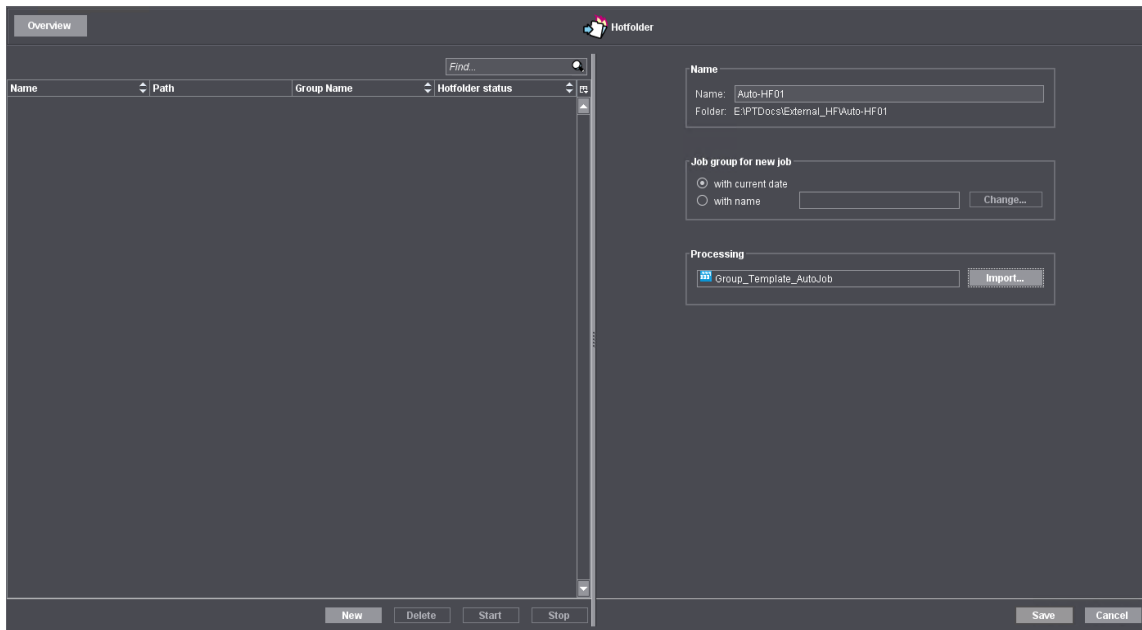 Overview
Hotfolder
Find...
Name Path Group Name Hotfolder status
Name
Name: Auto-HF01
Folder: E:\PTDocs\External_HF\Auto-HF01
Job group for new job
with current date
with name Change...
Processing
Group_Template_AutoJob Import...
New Delete Start Stop
Save Cancel